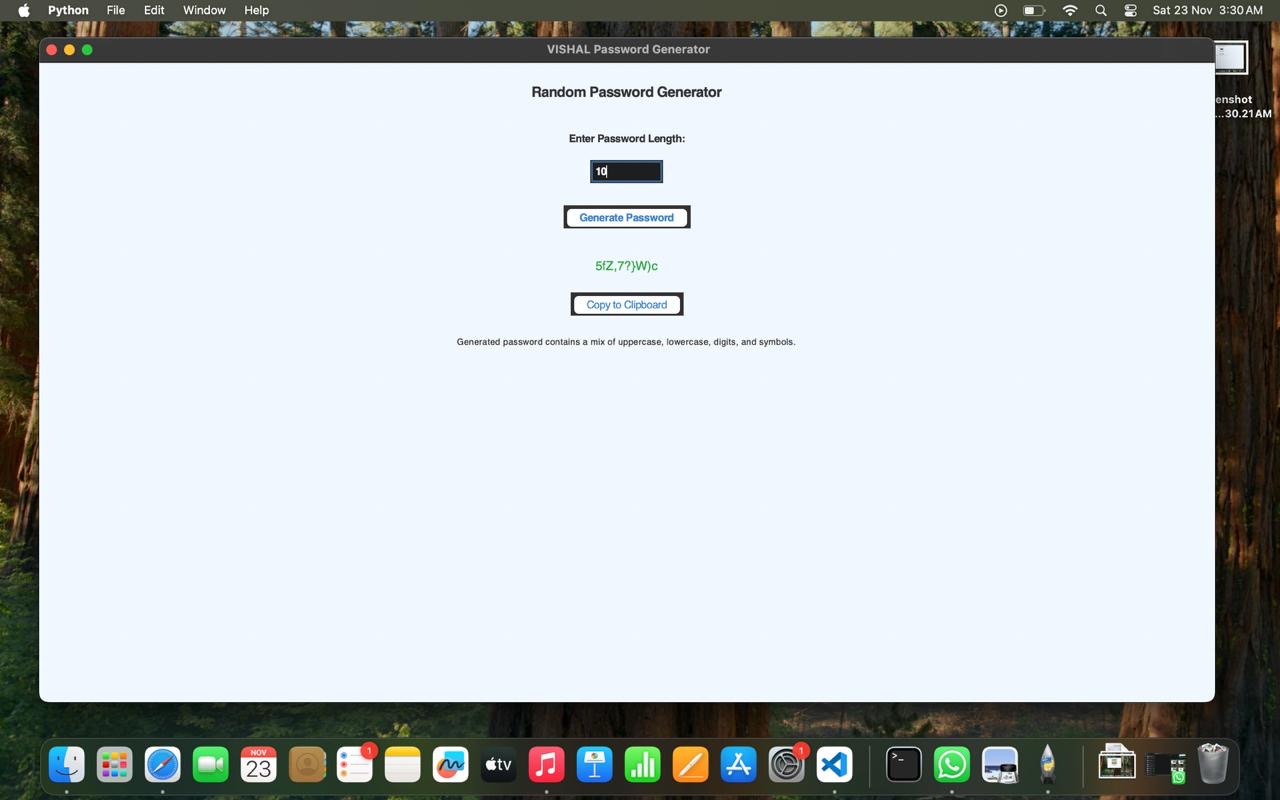 Python File Edit Window Help Sat 23 Nov 3:30 AM
VISHAL Password Generator
enshot
...30.21 AM
Random Password Generator
Enter Password Length:
10
Generate Password
5fZ,7?}W)c
Copy to Clipboard
Generated password contains a mix of uppercase, lowercase, digits, and symbols.
NOV
23
1
tv
1
>_